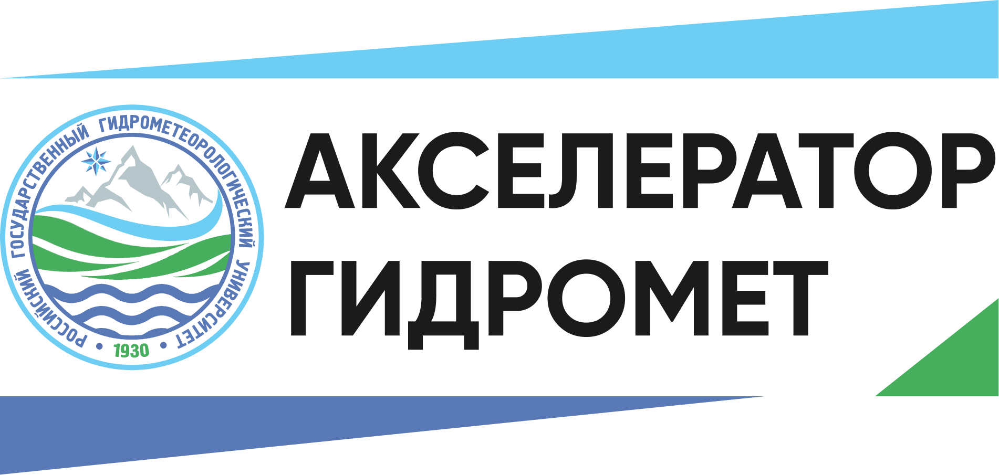 РОССИЙСКИЙ ГОСУДАРСТВЕННЫЙ ГИДРОМЕТЕОРОЛОГИЧЕСКИЙ УНИВЕРСИТЕТ
• 1930 •
АКСЕЛЕРАТОР
ГИДРОМЕТ